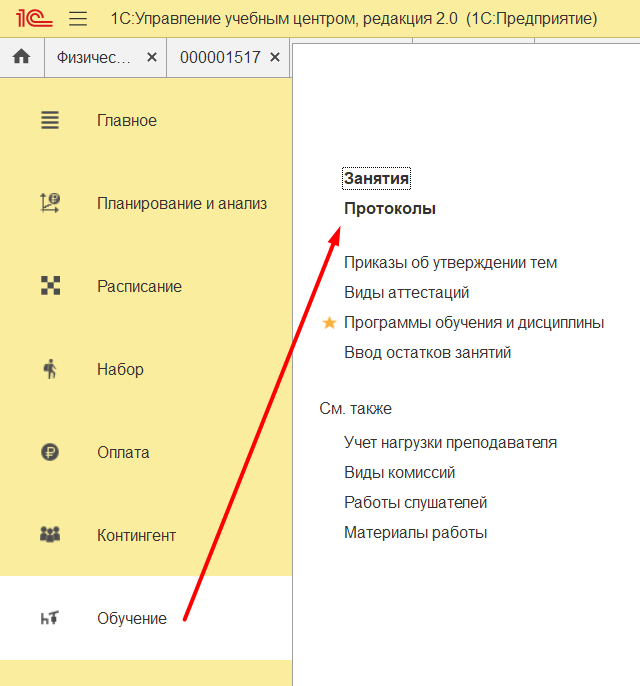 1С 1С:Управление учебным центром, редакция 2.0 (1С:Предприятие)
Физичес... × 000001517 ×
Главное
Планирование и анализ
Расписание
Набор
Оплата
Контингент
Обучение
Занятия
Протоколы
Приказы об утверждении тем
Виды аттестаций
Программы обучения и дисциплины
Ввод остатков занятий
См. также
Учет нагрузки преподавателя
Виды комиссий
Работы слушателей
Материалы работы